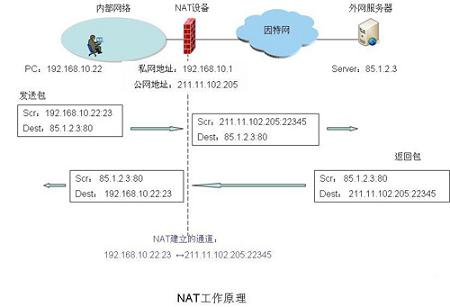 内部网络
NAT设备
外网服务器
因特网
PC：192.168.10.22
私网地址：192.168.10.1
公网地址：211.11.102.205
Server：85.1.2.3
发送包
Scr：192.168.10.22:23
Dest：85.1.2.3:80
Scr：211.11.102.205:22345
Dest：85.1.2.3:80
返回包
Scr：85.1.2.3:80
Dest：192.168.10.22:23
Scr：85.1.2.3:80
Dest：211.11.102.205:22345
NAT建立的通道：
192.168.10.22:23 ↔211.11.102.205:22345
NAT工作原理